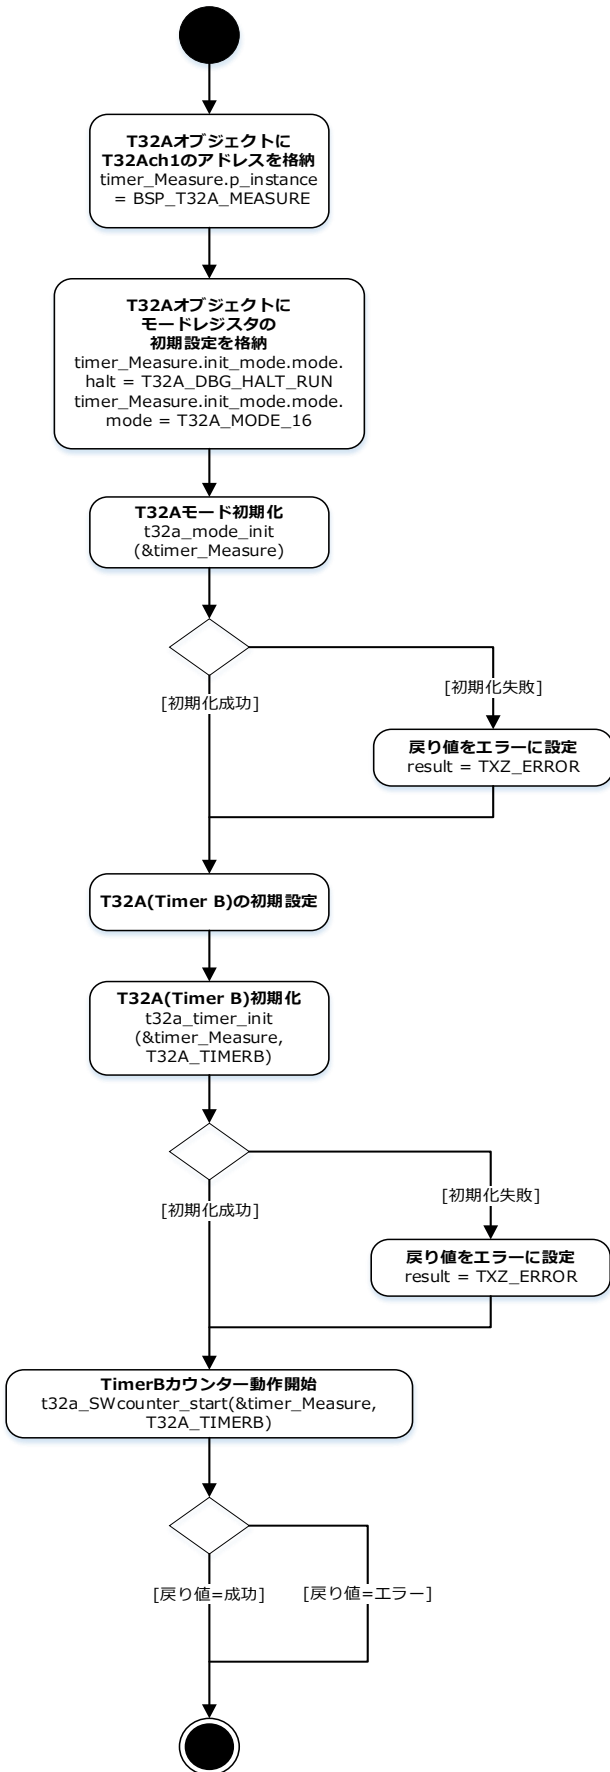 T32Aオブジェクトに
T32Ach1のアドレスを格納
timer_Measure.p_instance
= BSP_T32A_MEASURE
T32Aオブジェクトに
モードレジスタの
初期設定を格納
timer_Measure.init_mode.mode.
halt = T32A_DBG_HALT_RUN
timer_Measure.init_mode.mode.
mode = T32A_MODE_16
T32Aモード初期化
t32a_mode_init
(&timer_Measure)
[初期化成功]
[初期化失敗]
戻り値をエラーに設定
result = TXZ_ERROR
T32A(Timer B)の初期設定
T32A(Timer B)初期化
t32a_timer_init
(&timer_Measure,
T32A_TIMERB)
[初期化成功]
[初期化失敗]
戻り値をエラーに設定
result = TXZ_ERROR
TimerBカウンター動作開始
t32a_SWcounter_start(&timer_Measure,
T32A_TIMERB)
[戻り値=成功]
[戻り値=エラー]